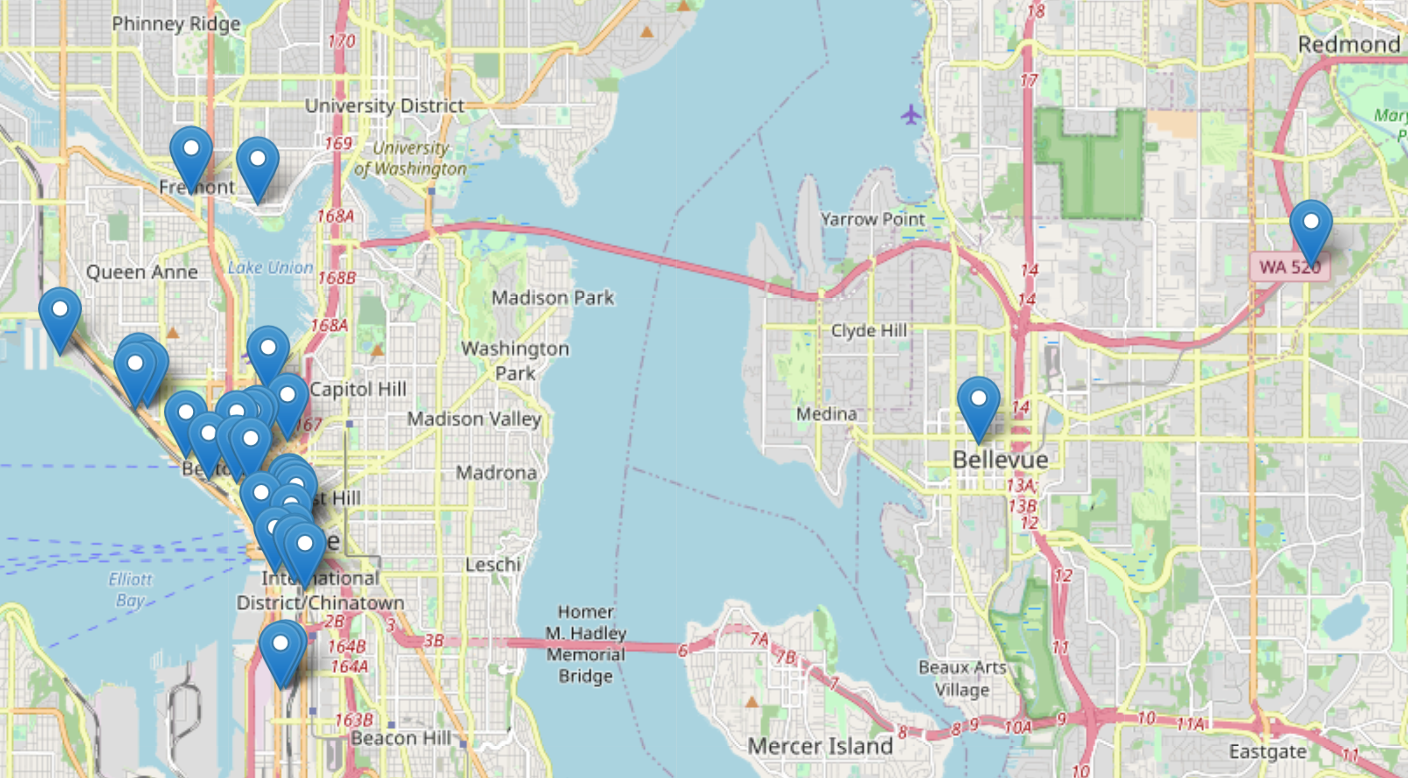 Phinney Ridge
170
18
Redmond
17
University District
169
University
of Washington
Fremont
168A
Yarrow Point
Queen Anne
Lake Union
168B
14
WA 520
Madison Park
14
168A
Clyde Hill
Washington
Park
Capitol Hill
14
Madison Valley
Medina
167
Bellevue
Madrona
st Hill
13A;
13B
12
e
Leschi
12
Elliott
Bay
International
District/Chinatown
Homer
M. Hadley
Memorial
Bridge
2B
3
3B
6
7A
7B
7
164B
164A
11
Beaux Arts
Village
163B
Beacon Hill
8
8
9
10A
9
10
11A
11
Mercer Island
Eastgate
10